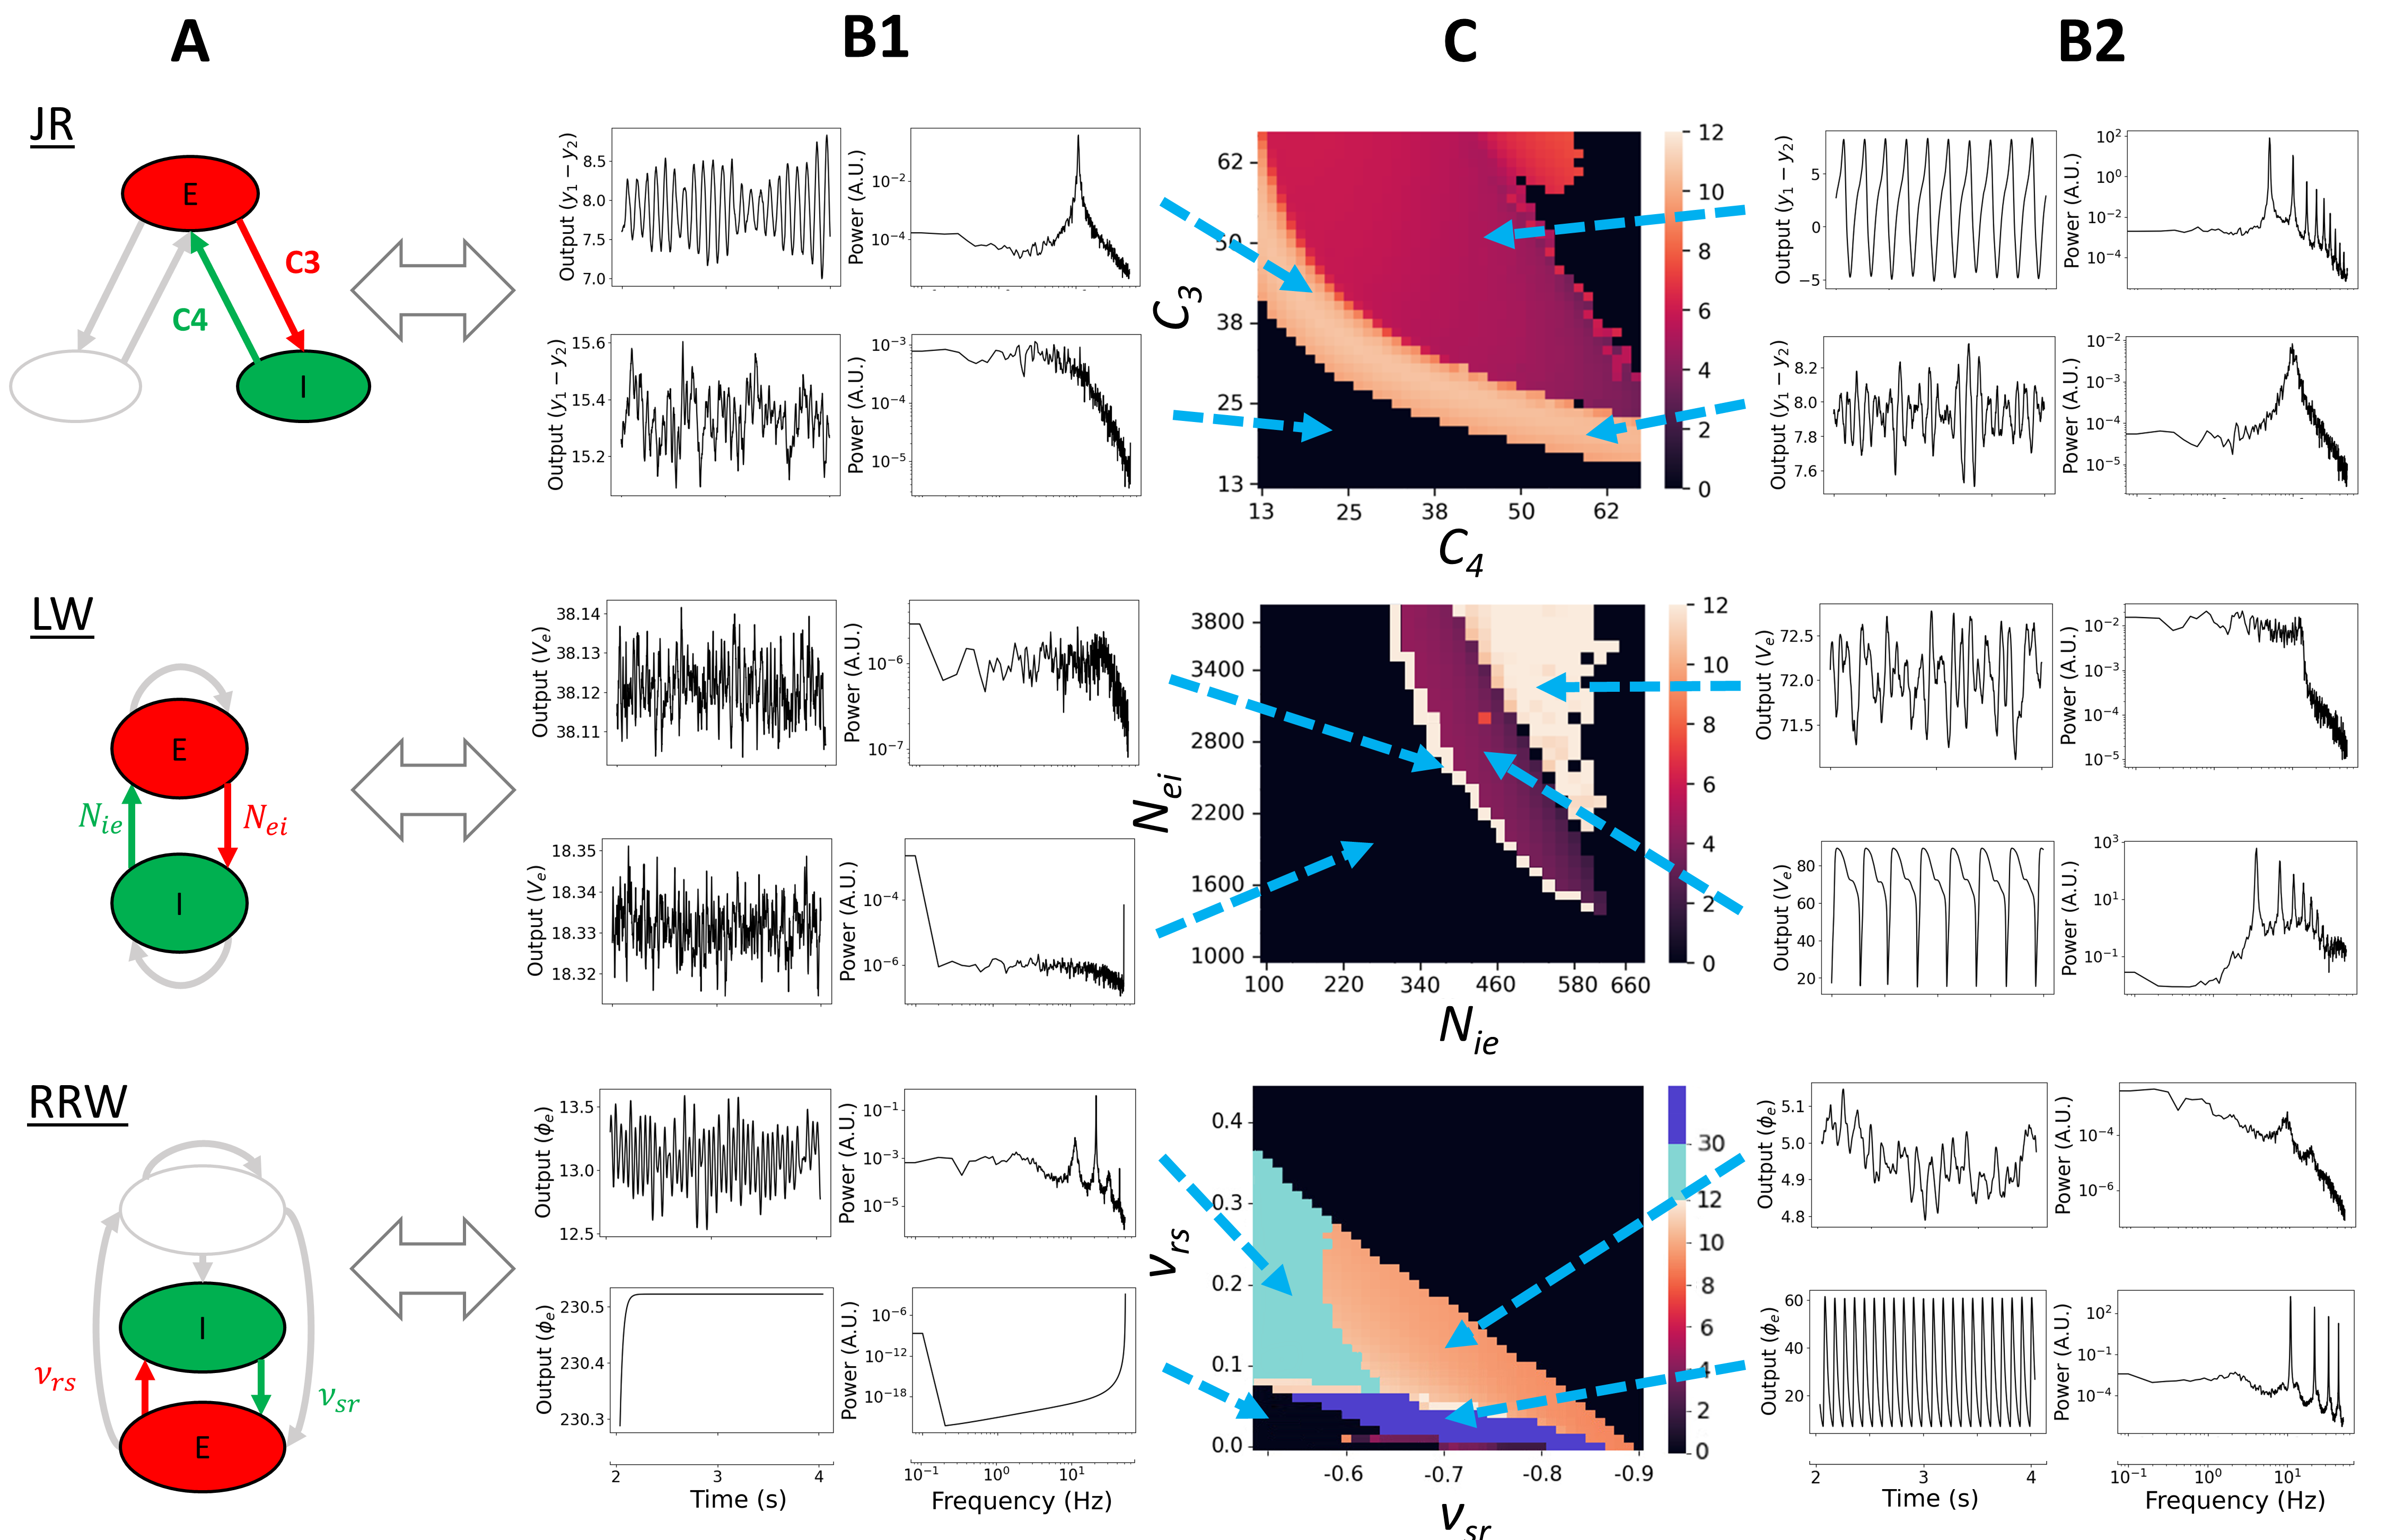 A B1 C B2
JR
E
C3
C4
I
Output (y1 − y2)
8.5
8.0
7.5
7.0
Power (A.U.)
10−2
10−4
Output (y1 − y2)
15.6
15.4
15.2
Power (A.U.)
10−3
10−4
10−5
C3
62
50
38
25
13
13 25 38 50 62
C4
12
10
8
6
4
2
0
Output (y1 − y2)
5
0
−5
Power (A.U.)
102
100
10−2
10−4
Output (y1 − y2)
8.2
8.0
7.8
7.6
Power (A.U.)
10−2
10−3
10−4
10−5
LW
E
Nie
Nei
I
Output (Ve)
38.14
38.13
38.12
38.11
Power (A.U.)
10−6
10−7
Output (Ve)
18.35
18.34
18.33
18.32
Power (A.U.)
10−4
10−6
Nei
3800
3400
2800
2200
1600
1000
100 220 340 460 580 660
Nie
12
10
8
6
4
2
0
Output (Ve)
72.5
72.0
71.5
Power (A.U.)
10−2
10−3
10−4
10−5
Output (Ve)
80
60
40
20
Power (A.U.)
103
101
10−1
RRW
I
νrs
νsr
E
Output (ϕe)
13.5
13.0
12.5
Power (A.U.)
10−1
10−3
10−5
Output (ϕe)
230.5
230.4
230.3
2 3 4
Time (s)
Power (A.U.)
10−6
10−12
10−18
10−1 100 101
Frequency (Hz)
νrs
0.4
0.3
0.2
0.1
0.0
-0.6 -0.7 -0.8 -0.9
νsr
30
12
10
8
6
4
2
0
Output (ϕe)
5.1
5.0
4.9
4.8
Power (A.U.)
10−4
10−6
Output (ϕe)
60
40
20
2 3 4
Time (s)
Power (A.U.)
102
10−1
10−4
10−1 100 101
Frequency (Hz)